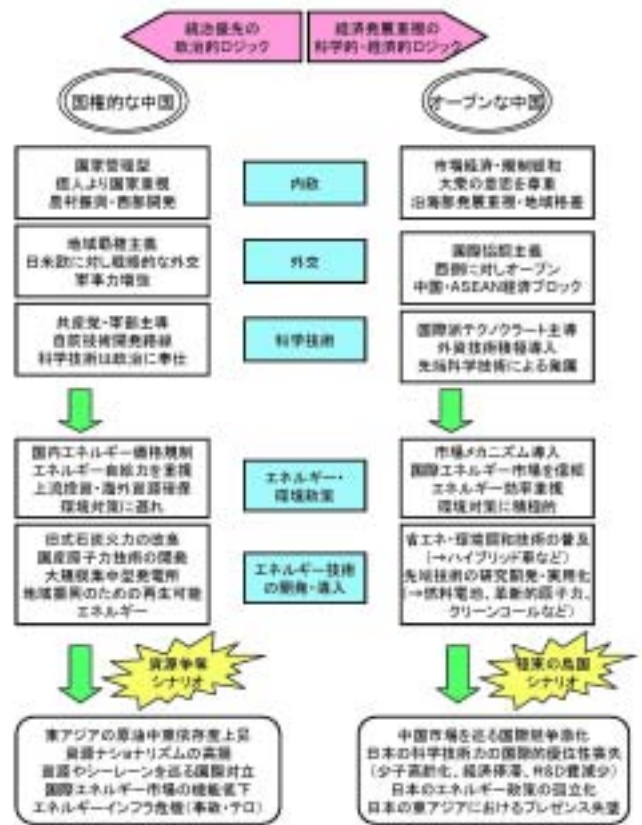 統治優先の
政治的ロジック
経済発展重視の
科学的・経済的ロジック
国権的な中国
オープンな中国
国家管理型
個人より国家重視
農村振興・西部開発
内政
市場経済・規制緩和
大衆の意思を尊重
沿海部発展重視・地域格差
地域覇権主義
日米欧に対し戦略的な外交
軍事力増強
外交
国際協調主義
西側に対しオープン
中国・ASEAN経済ブロック
共産党・軍部主導
自前技術開発路線
科学技術は政治に奉仕
科学技術
国際派テクノクラート主導
外資技術積極導入
先端科学技術による発展
国内エネルギー価格規制
エネルギー自給力を重視
上流投資・海外資源確保
環境対策に遅れ
エネルギー・
環境政策
市場メカニズム導入
国際エネルギー市場を信頼
エネルギー効率重視
環境対策に積極的
旧式石炭火力の改良
国産原子力技術の開発
大規模集中型発電所
地域振興のための再生可能
エネルギー
エネルギー技術
の開発・導入
省エネ・環境調和技術の普及
(→ハイブリッド車など)
先端技術の研究開発・実用化
(→燃料電池、革新的原子力、
クリーンコールなど)
資源争奪
シナリオ
極東の島国
シナリオ
東アジアの原油中東依存度上昇
資源ナショナリズムの高揚
資源やシーレーンを巡る国際対立
国際エネルギー市場の機能低下
エネルギーインフラ危機(事故・テロ)
中国市場を巡る国際競争激化
日本の科学技術力の国際的優位性喪失
(少子高齢化、経済停滞、R&D費減少)
日本のエネルギー政策の孤立化
日本の東アジアにおけるプレゼンス失墜